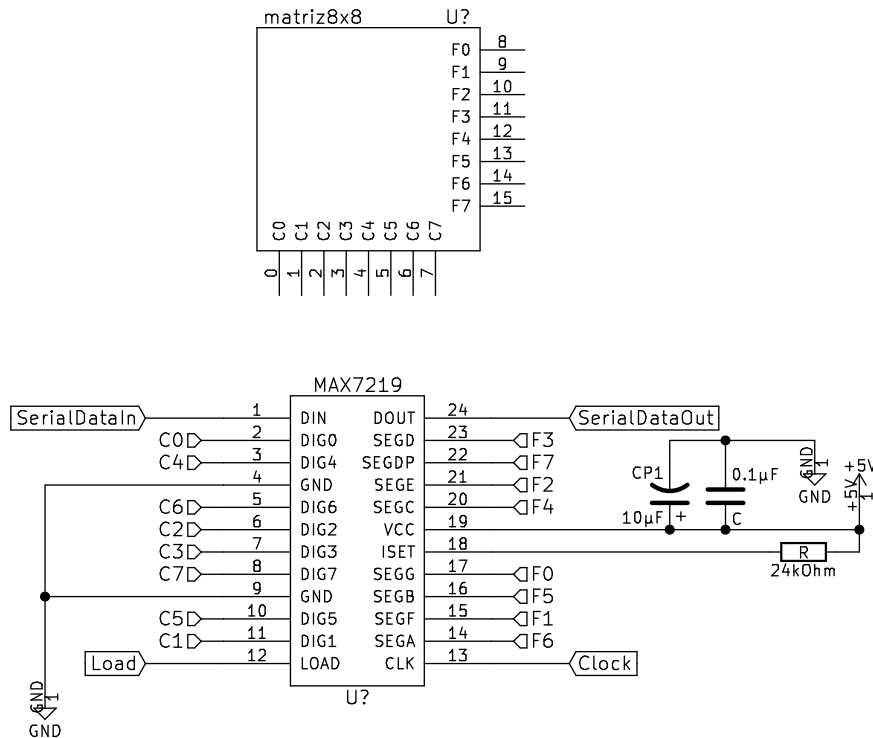 matriz8x8 U?
F0 8
F1 9
F2 10
F3 11
F4 12
F5 13
F6 14
F7 15
C0 C1 C2 C3 C4 C5 C6 C7
0 1 2 3 4 5 6 7
MAX7219
SerialDataIn 1 DIN DOUT 24 SerialDataOut
C0 2 DIG0 SEGD 23 F3
C4 3 DIG4 SEGDP 22 F7
4 GND SEGE 21 F2
C6 5 DIG6 SEGC 20 F4
C2 6 DIG2 VCC 19
C3 7 DIG3 ISET 18
C7 8 DIG7 SEGG 17 F0
9 GND SEGB 16 F5
C5 10 DIG5 SEGF 15 F1
C1 11 DIG1 SEGA 14 F6
Load 12 LOAD CLK 13 Clock
U?
GND 1
GND
CP1
10µF +
0.1µF
C
GND 1
GND
+5V
+5V 1
R
24kOhm